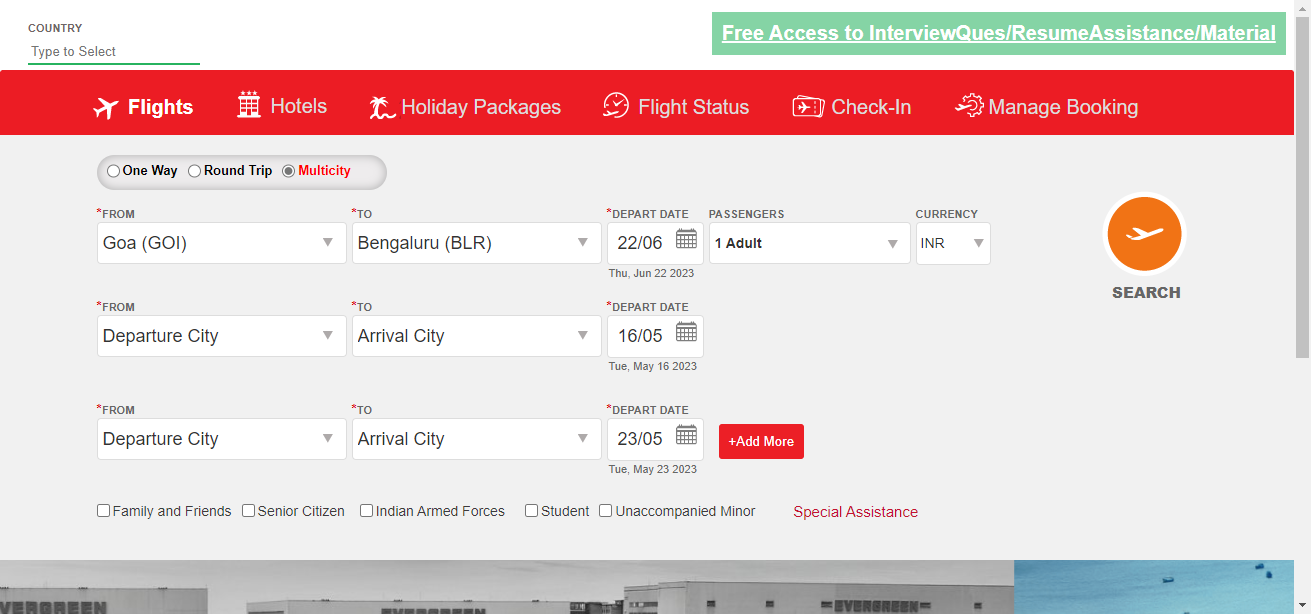 COUNTRY
Type to Select
Free Access to InterviewQues/ResumeAssistance/Material
Flights Hotels Holiday Packages Flight Status Check-In Manage Booking
One Way Round Trip Multicity
*FROM *TO *DEPART DATE PASSENGERS CURRENCY
Goa (GOI) Bengaluru (BLR) 22/06 1 Adult INR
Thu, Jun 22 2023
SEARCH
*FROM *TO *DEPART DATE
Departure City Arrival City 16/05
Tue, May 16 2023
*FROM *TO *DEPART DATE
Departure City Arrival City 23/05 +Add More
Tue, May 23 2023
Family and Friends Senior Citizen Indian Armed Forces Student Unaccompanied Minor Special Assistance
EVERGREEN EVERGREEN EVERGREEN